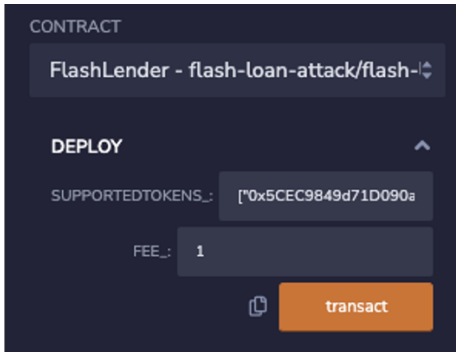 CONTRACT
FlashLender - flash-loan-attack/flash-
DEPLOY
SUPPORTEDTOKENS_: ["0x5CEC9849d71D090a
FEE_: 1
transact